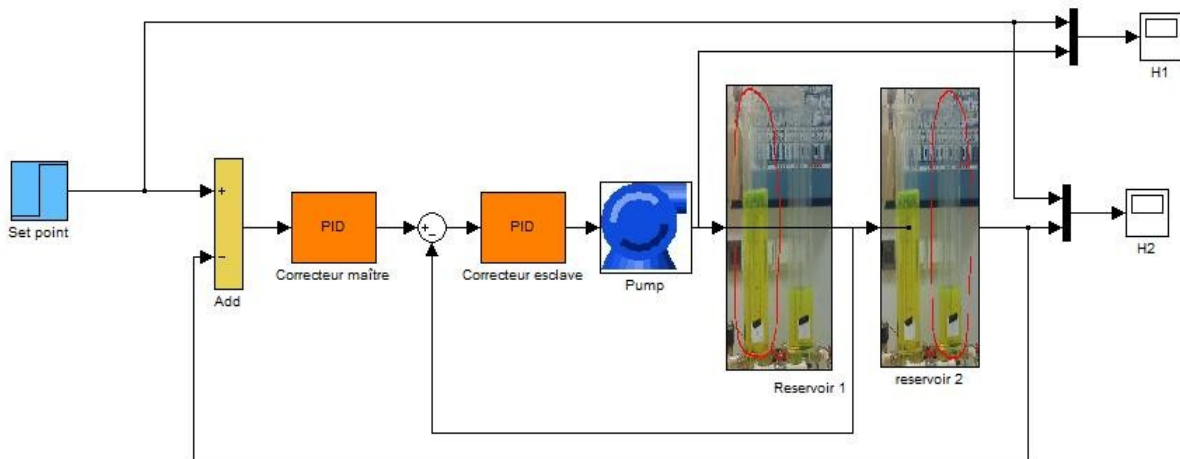 H1
Set point
+
−
Add
PID
Correcteur maître
+
−
PID
Correcteur esclave
Pump
Reservoir 1
reservoir 2
H2